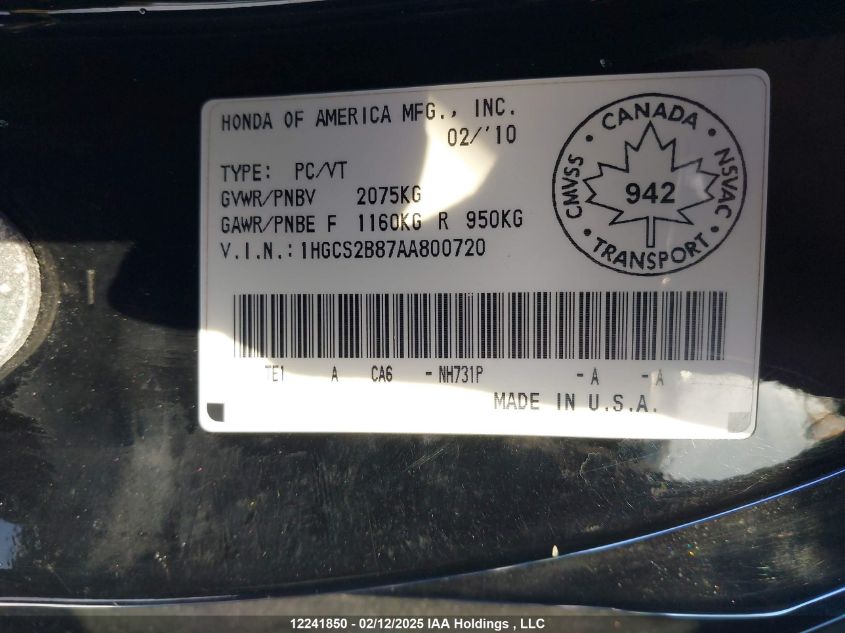 HONDA OF AMERICA MFG., INC.
02/'10
TYPE: PC/VT
GVWR/PNBV 2075KG
GAWR/PNBE F 1160KG R 950KG
V.I.N.:1HGCS2B87AA800720
CANADA
CMVSS
NSVAC
942
TRANSPORT
TE1 A CA6 - NH731P - A - A
MADE IN U.S.A.
12241850 - 02/12/2025 IAA Holdings , LLC